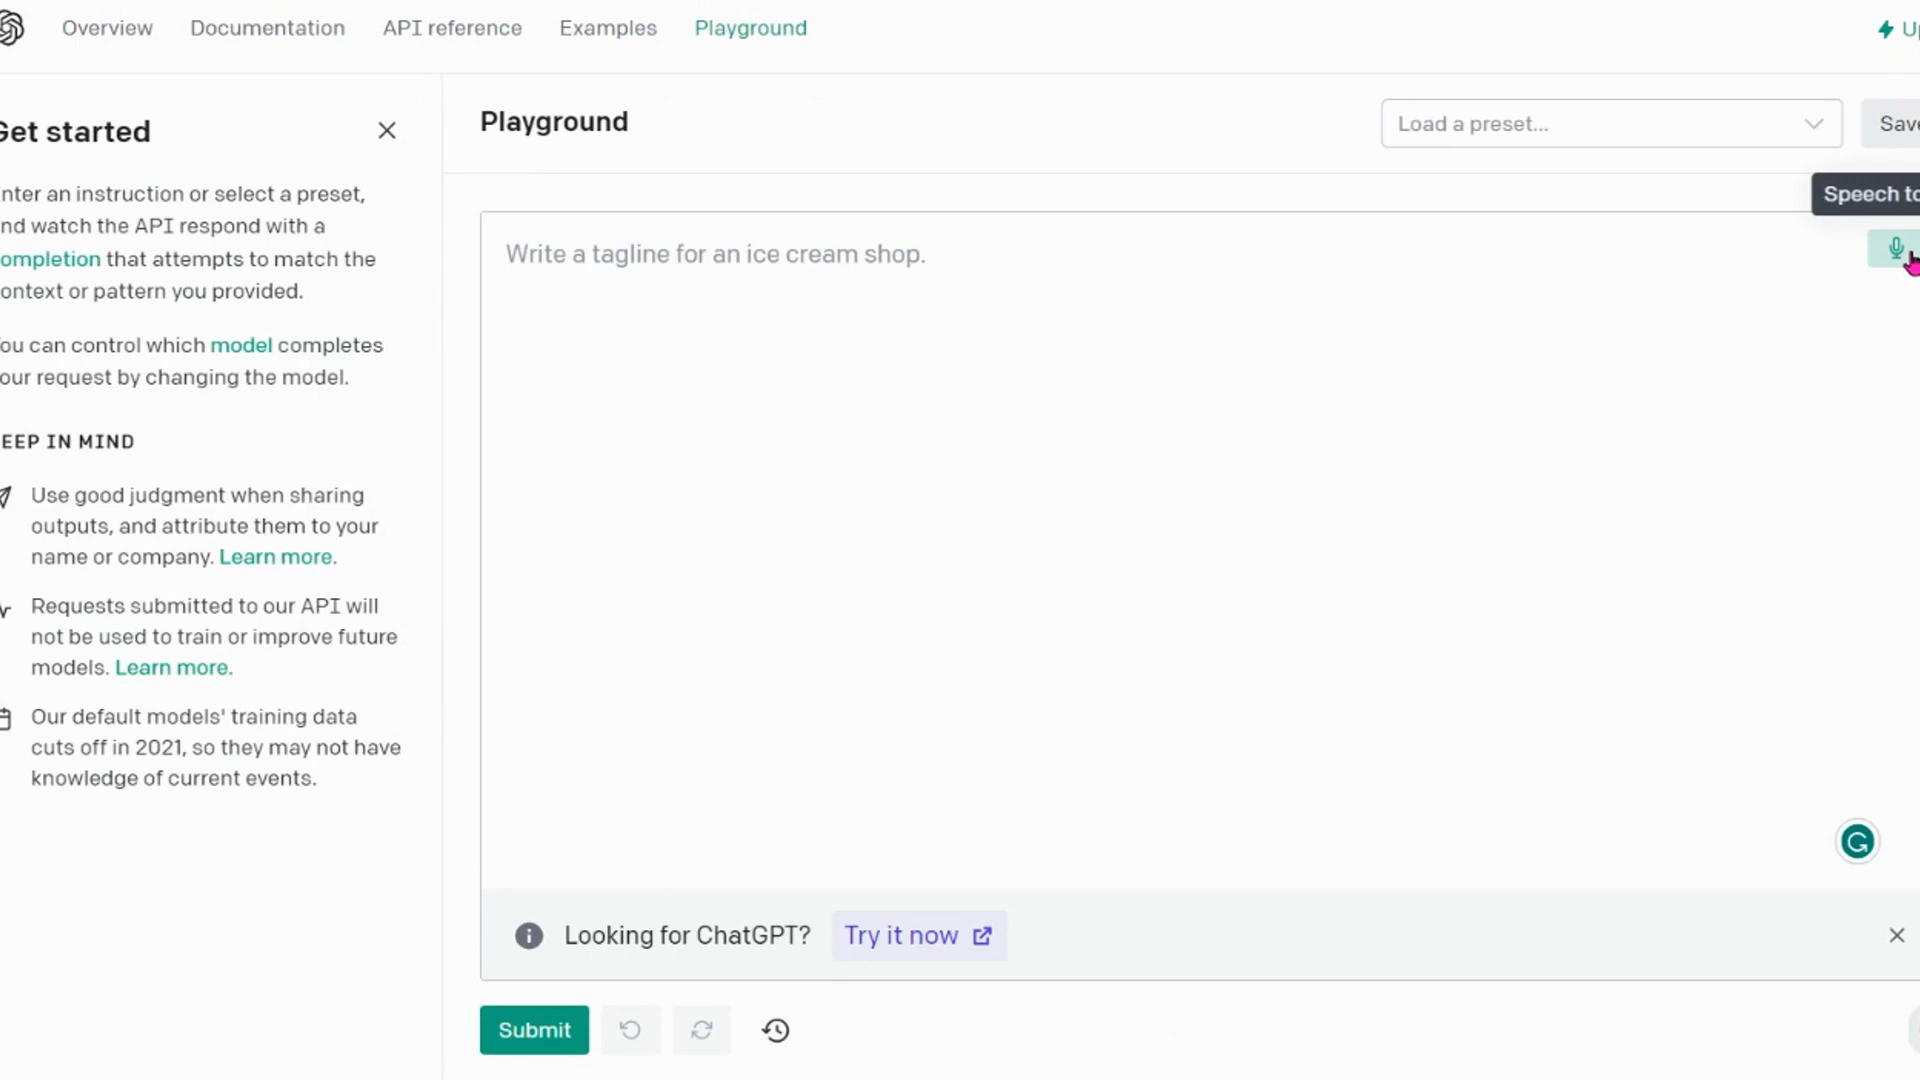 Overview Documentation API reference Examples Playground Up
Get started
Playground
Load a preset...
Save
Speech to
nter an instruction or select a preset,
nd watch the API respond with a
ompletion that attempts to match the
ontext or pattern you provided.
ou can control which model completes
our request by changing the model.
EEP IN MIND
Use good judgment when sharing
outputs, and attribute them to your
name or company. Learn more.
Requests submitted to our API will
not be used to train or improve future
models. Learn more.
Our default models' training data
cuts off in 2021, so they may not have
knowledge of current events.
Write a tagline for an ice cream shop.
Looking for ChatGPT? Try it now
Submit